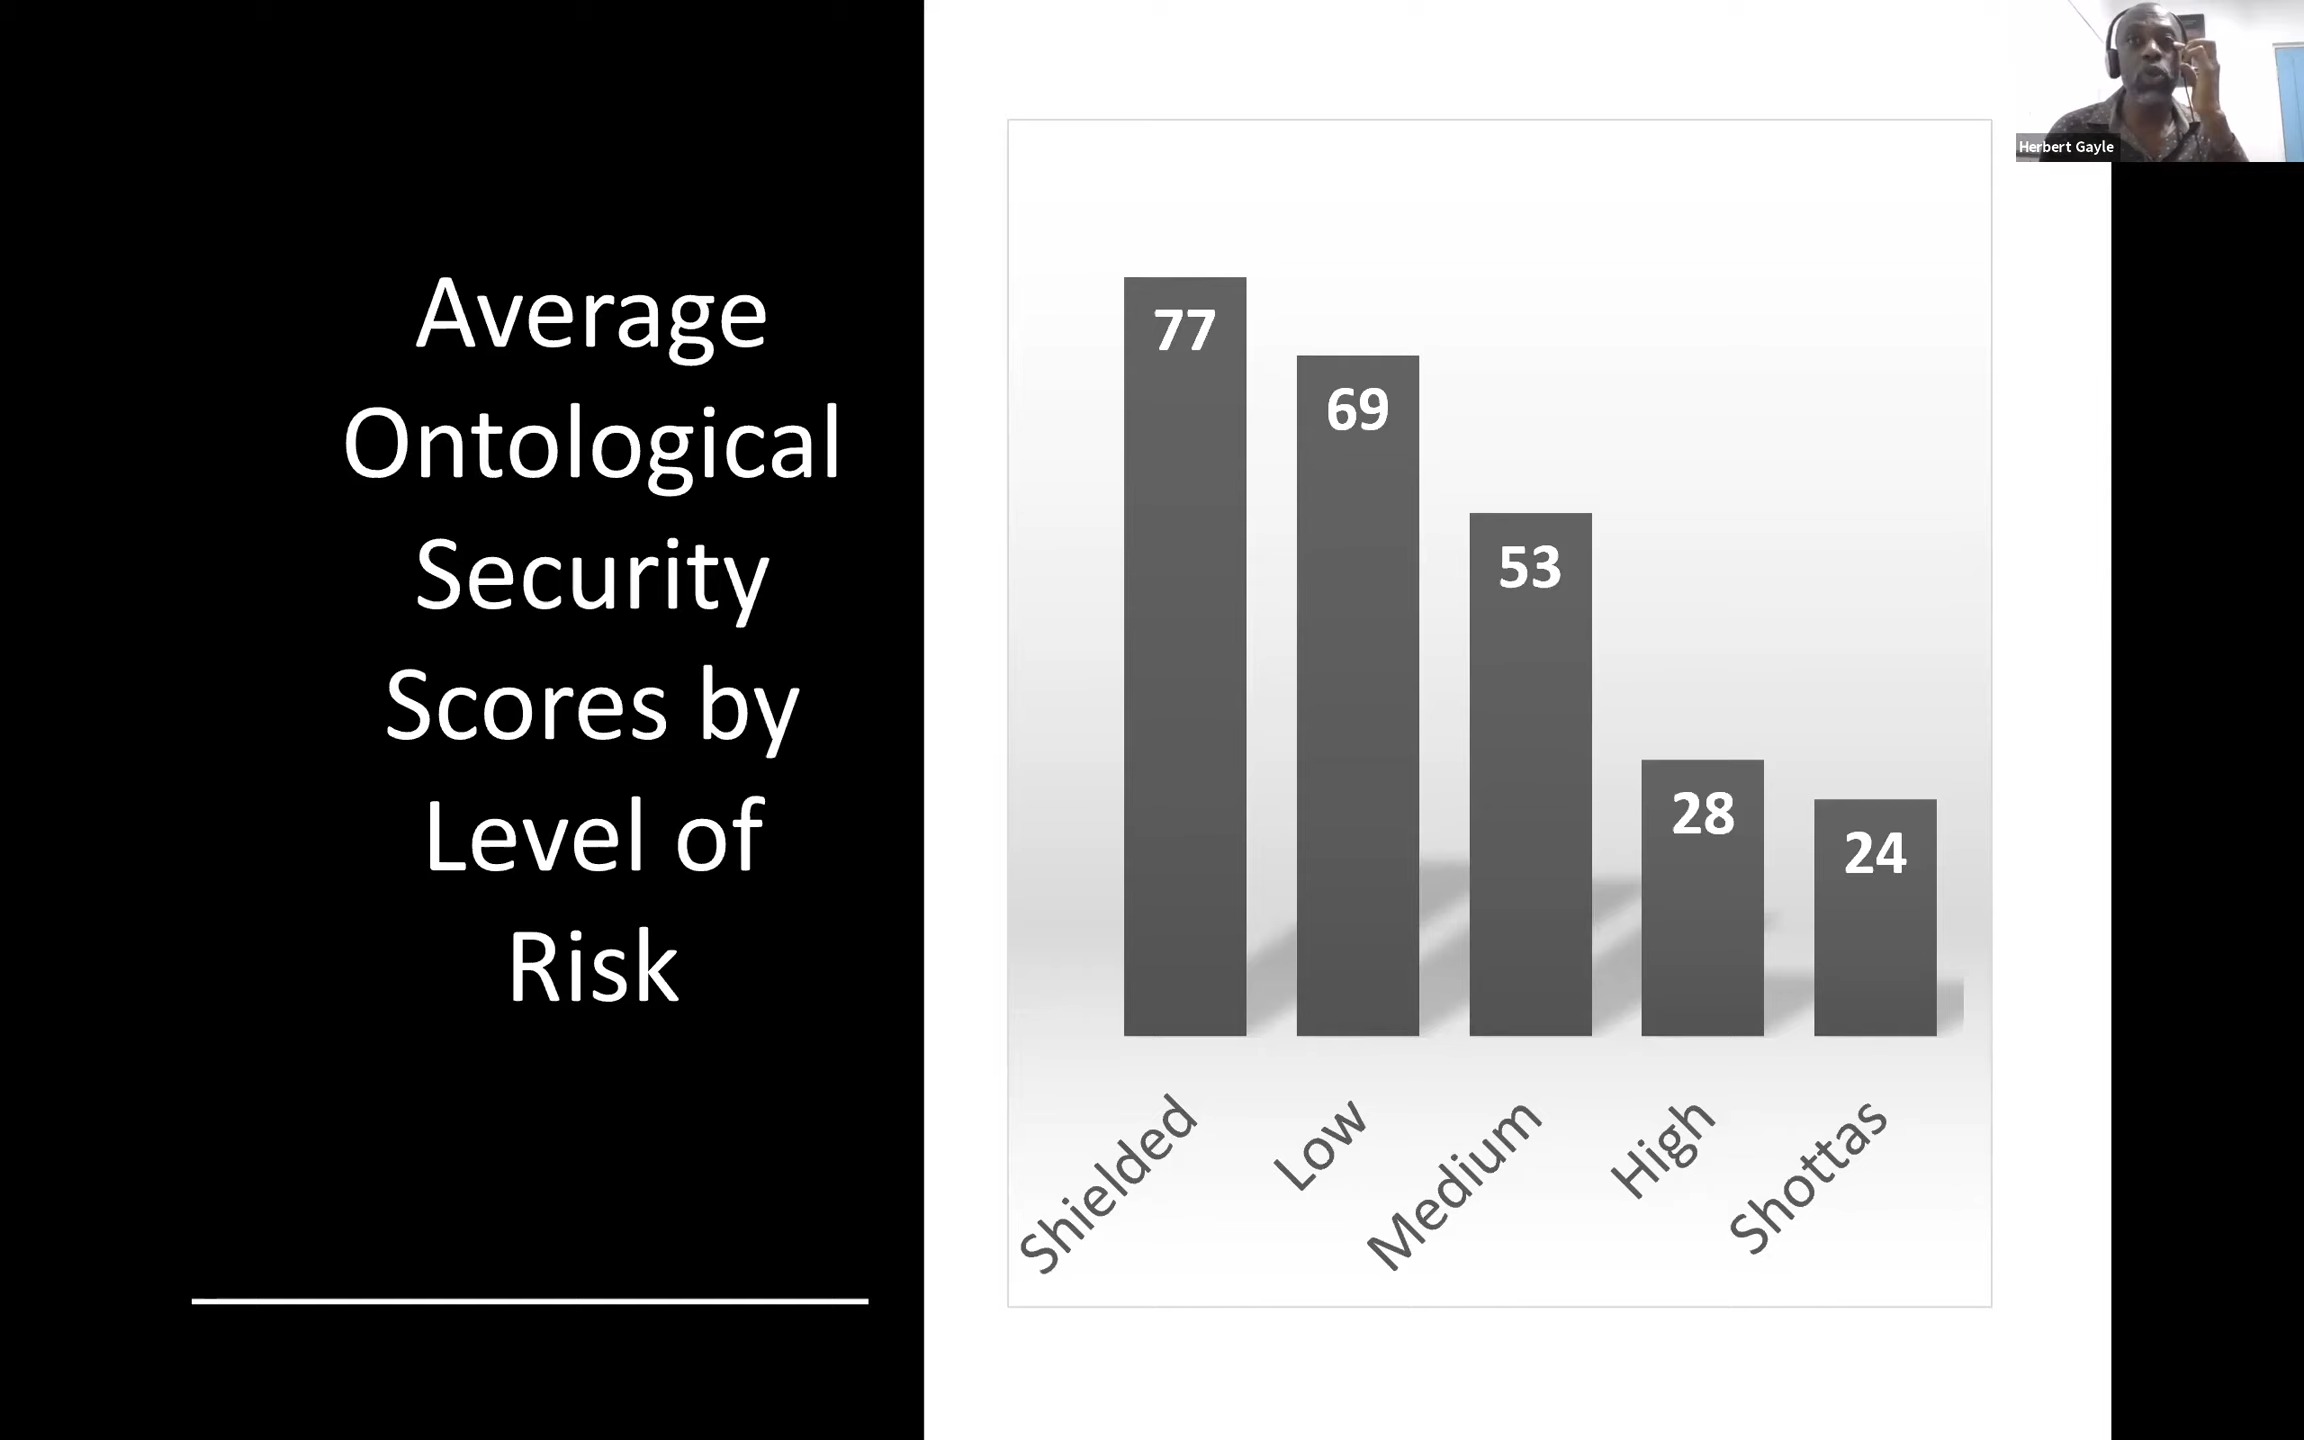 Average
Ontological
Security
Scores by
Level of
Risk
77
69
53
28
24
Shielded
Low
Medium
High
Shottas
Herbert Gayle